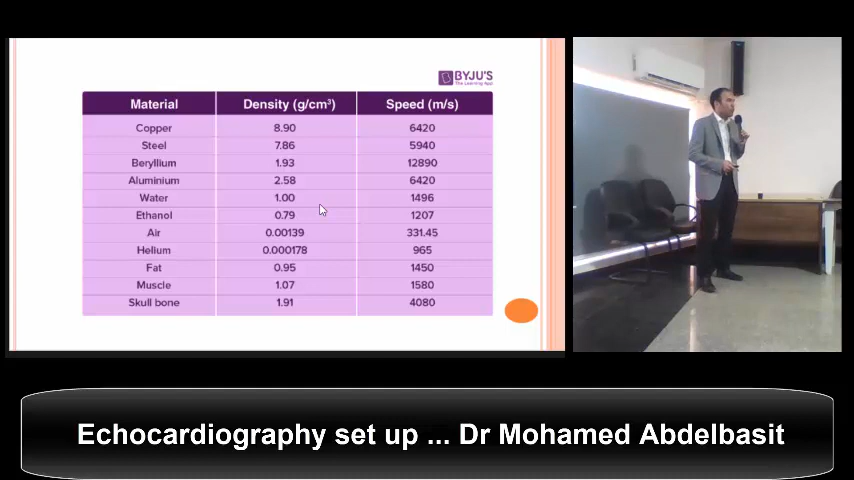 BYJU'S
The Learning App
Material Density (g/cm³) Speed (m/s)
Copper 8.90 6420
Steel 7.86 5940
Beryllium 1.93 12890
Aluminium 2.58 6420
Water 1.00 1496
Ethanol 0.79 1207
Air 0.00139 331.45
Helium 0.000178 965
Fat 0.95 1450
Muscle 1.07 1580
Skull bone 1.91 4080
Echocardiography set up ... Dr Mohamed Abdelbasit